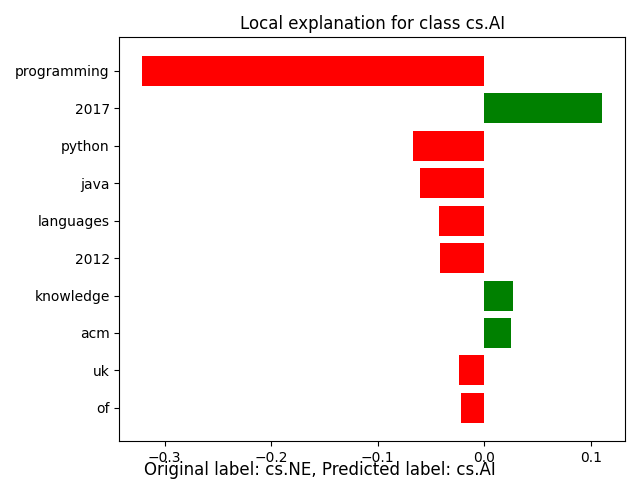 Local explanation for class cs.AI
programming
2017
python
java
languages
2012
knowledge
acm
uk
of
−0.3 −0.2 −0.1 0.0 0.1
Original label: cs.NE, Predicted label: cs.AI